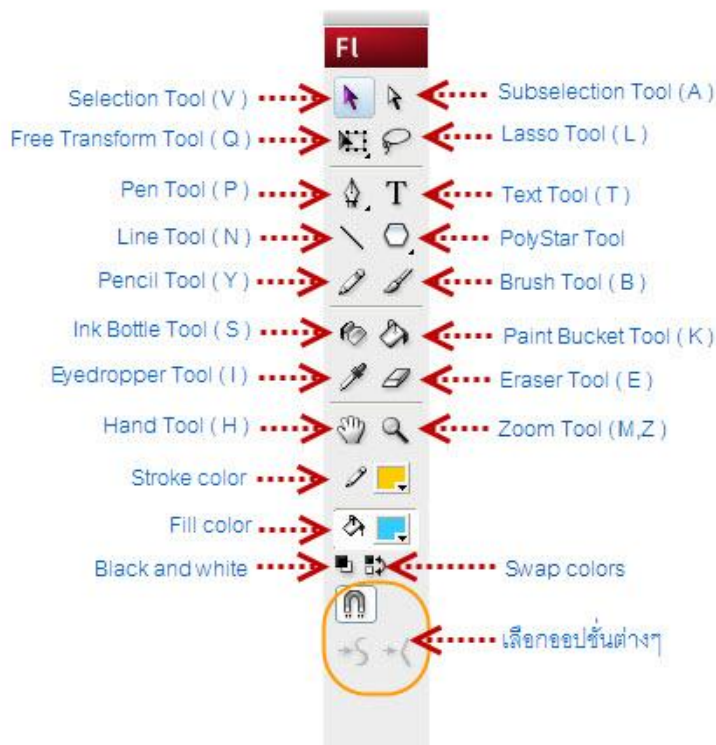 Fl
Selection Tool ( V )
Subselection Tool ( A )
Free Transform Tool ( Q )
Lasso Tool ( L )
Pen Tool ( P )
T
Text Tool ( T )
Line Tool ( N )
PolyStar Tool
Pencil Tool ( Y )
Brush Tool ( B )
Ink Bottle Tool ( S )
Paint Bucket Tool ( K )
Eyedropper Tool ( I )
Eraser Tool ( E )
Hand Tool ( H )
Zoom Tool ( M,Z )
Stroke color
Fill color
Black and white
Swap colors
เลือกออปชั่นต่างๆ